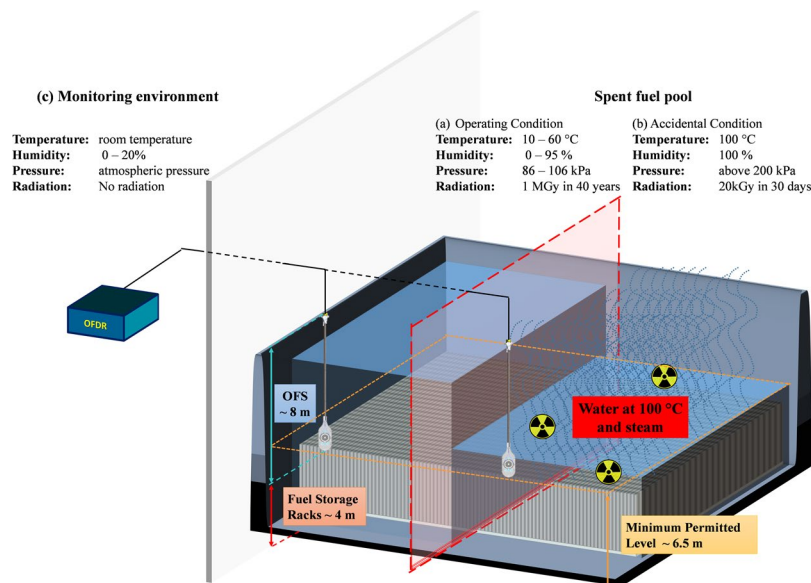 (c) Monitoring environment
Temperature: room temperature
Humidity: 0 – 20%
Pressure: atmospheric pressure
Radiation: No radiation
Spent fuel pool
(a) Operating Condition
Temperature: 10 – 60 °C
Humidity: 0 – 95 %
Pressure: 86 – 106 kPa
Radiation: 1 MGy in 40 years
(b) Accidental Condition
Temperature: 100 °C
Humidity: 100 %
Pressure: above 200 kPa
Radiation: 20kGy in 30 days
OFDR
OFS
~ 8 m
Water at 100 °C
and steam
Fuel Storage
Racks ~ 4 m
Minimum Permitted
Level ~ 6.5 m